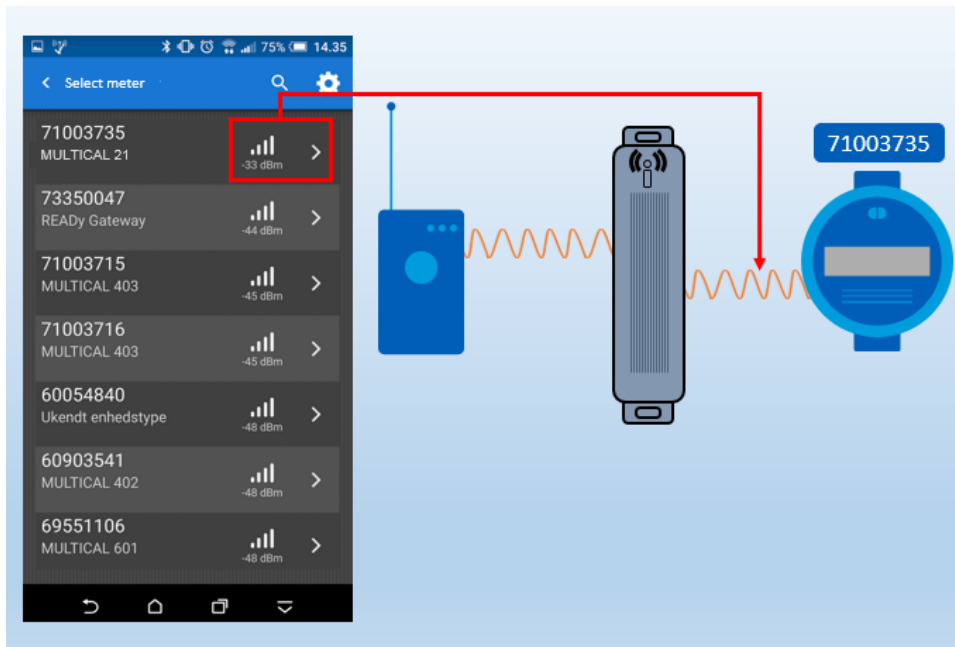 75% 14.35
Select meter
71003735
MULTICAL 21
-33 dBm
73350047
READy Gateway
-44 dBm
71003715
MULTICAL 403
-45 dBm
71003716
MULTICAL 403
-45 dBm
60054840
Ukendt enhedstype
-48 dBm
60903541
MULTICAL 402
-48 dBm
69551106
MULTICAL 601
-48 dBm
71003735